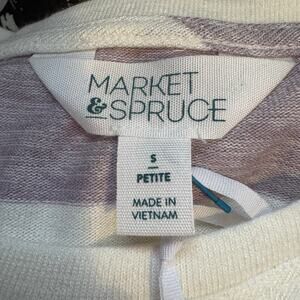 MARKET
& SPRUCE
S
PETITE
MADE IN
VIETNAM